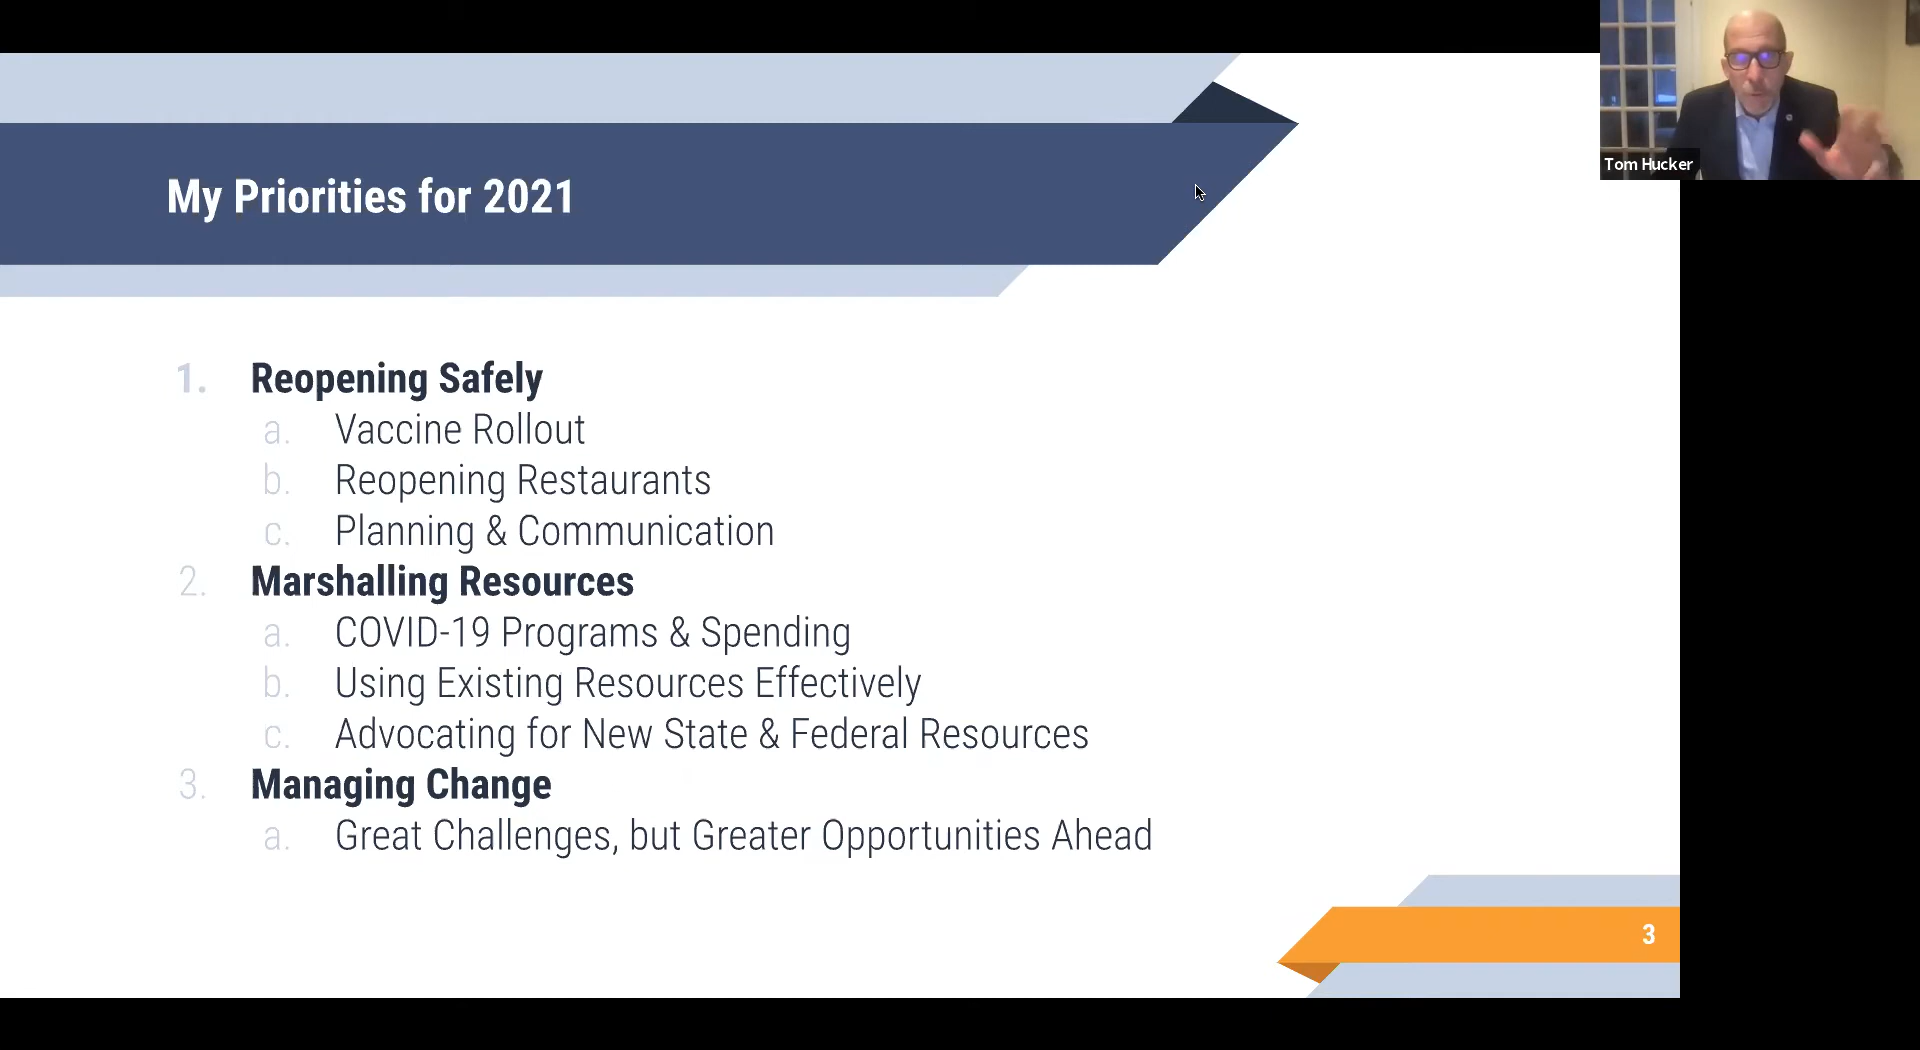 Tom Hucker
My Priorities for 2021
1. Reopening Safely
a. Vaccine Rollout
b. Reopening Restaurants
c. Planning & Communication
2. Marshalling Resources
a. COVID-19 Programs & Spending
b. Using Existing Resources Effectively
c. Advocating for New State & Federal Resources
3. Managing Change
a. Great Challenges, but Greater Opportunities Ahead
3